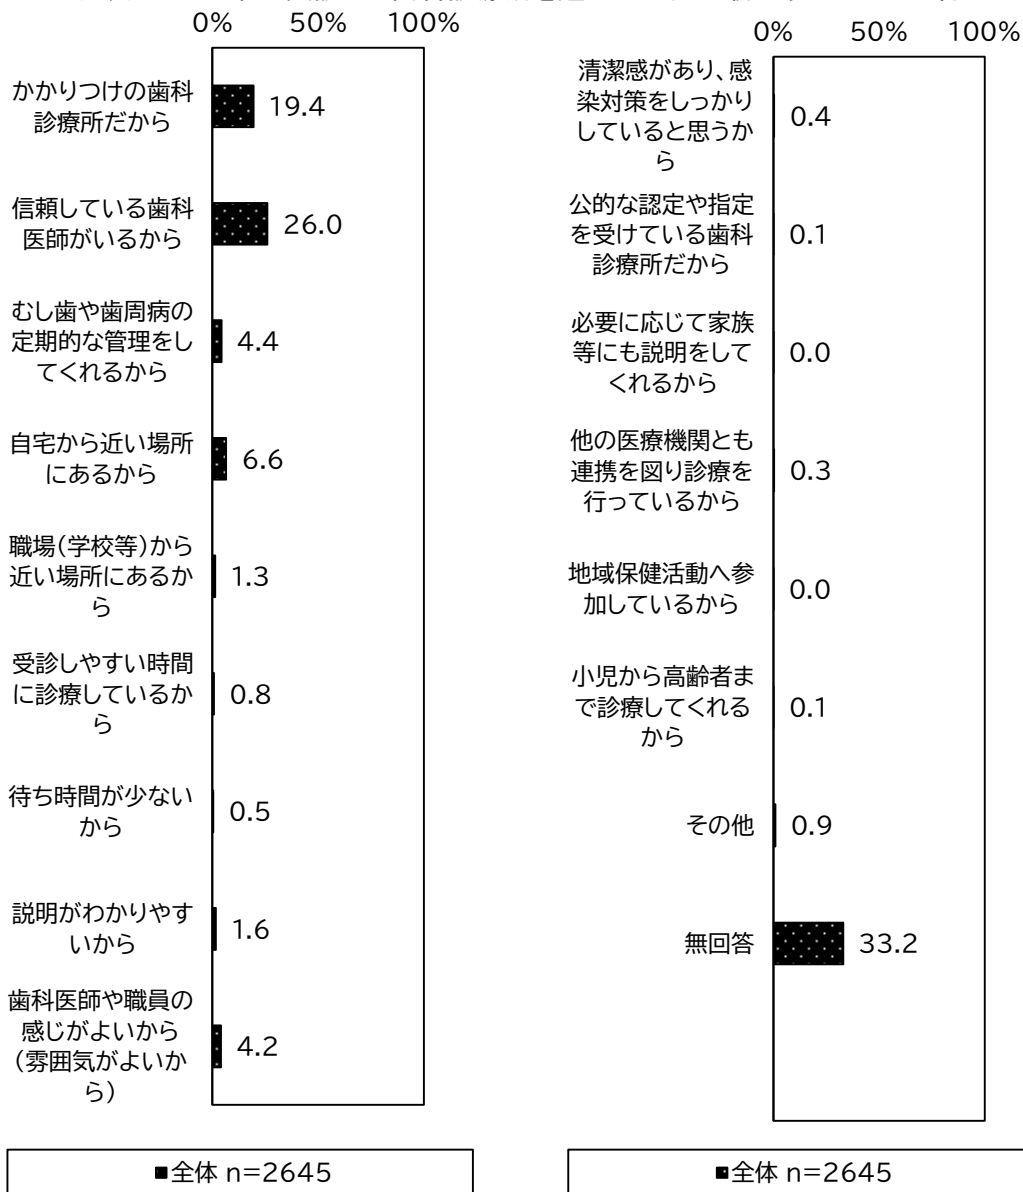 0% 50% 100%
かかりつけの歯科
診療所だから
19.4
信頼している歯科
医師がいるから
26.0
むし歯や歯周病の
定期的な管理をし
てくれるから
4.4
自宅から近い場所
にあるから
6.6
職場(学校等)から
近い場所にあるか
ら
1.3
受診しやすい時間
に診療しているか
ら
0.8
待ち時間が少ない
から
0.5
説明がわかりやす
いから
1.6
歯科医師や職員の
感じがよいから
(雰囲気がよいか
ら)
4.2
■全体 n=2645
0% 50% 100%
清潔感があり、感
染対策をしっかり
していると思うか
ら
0.4
公的な認定や指定
を受けている歯科
診療所だから
0.1
必要に応じて家族
等にも説明をして
くれるから
0.0
他の医療機関とも
連携を図り診療を
行っているから
0.3
地域保健活動へ参
加しているから
0.0
小児から高齢者ま
で診療してくれる
から
0.1
その他
0.9
無回答
33.2
■全体 n=2645